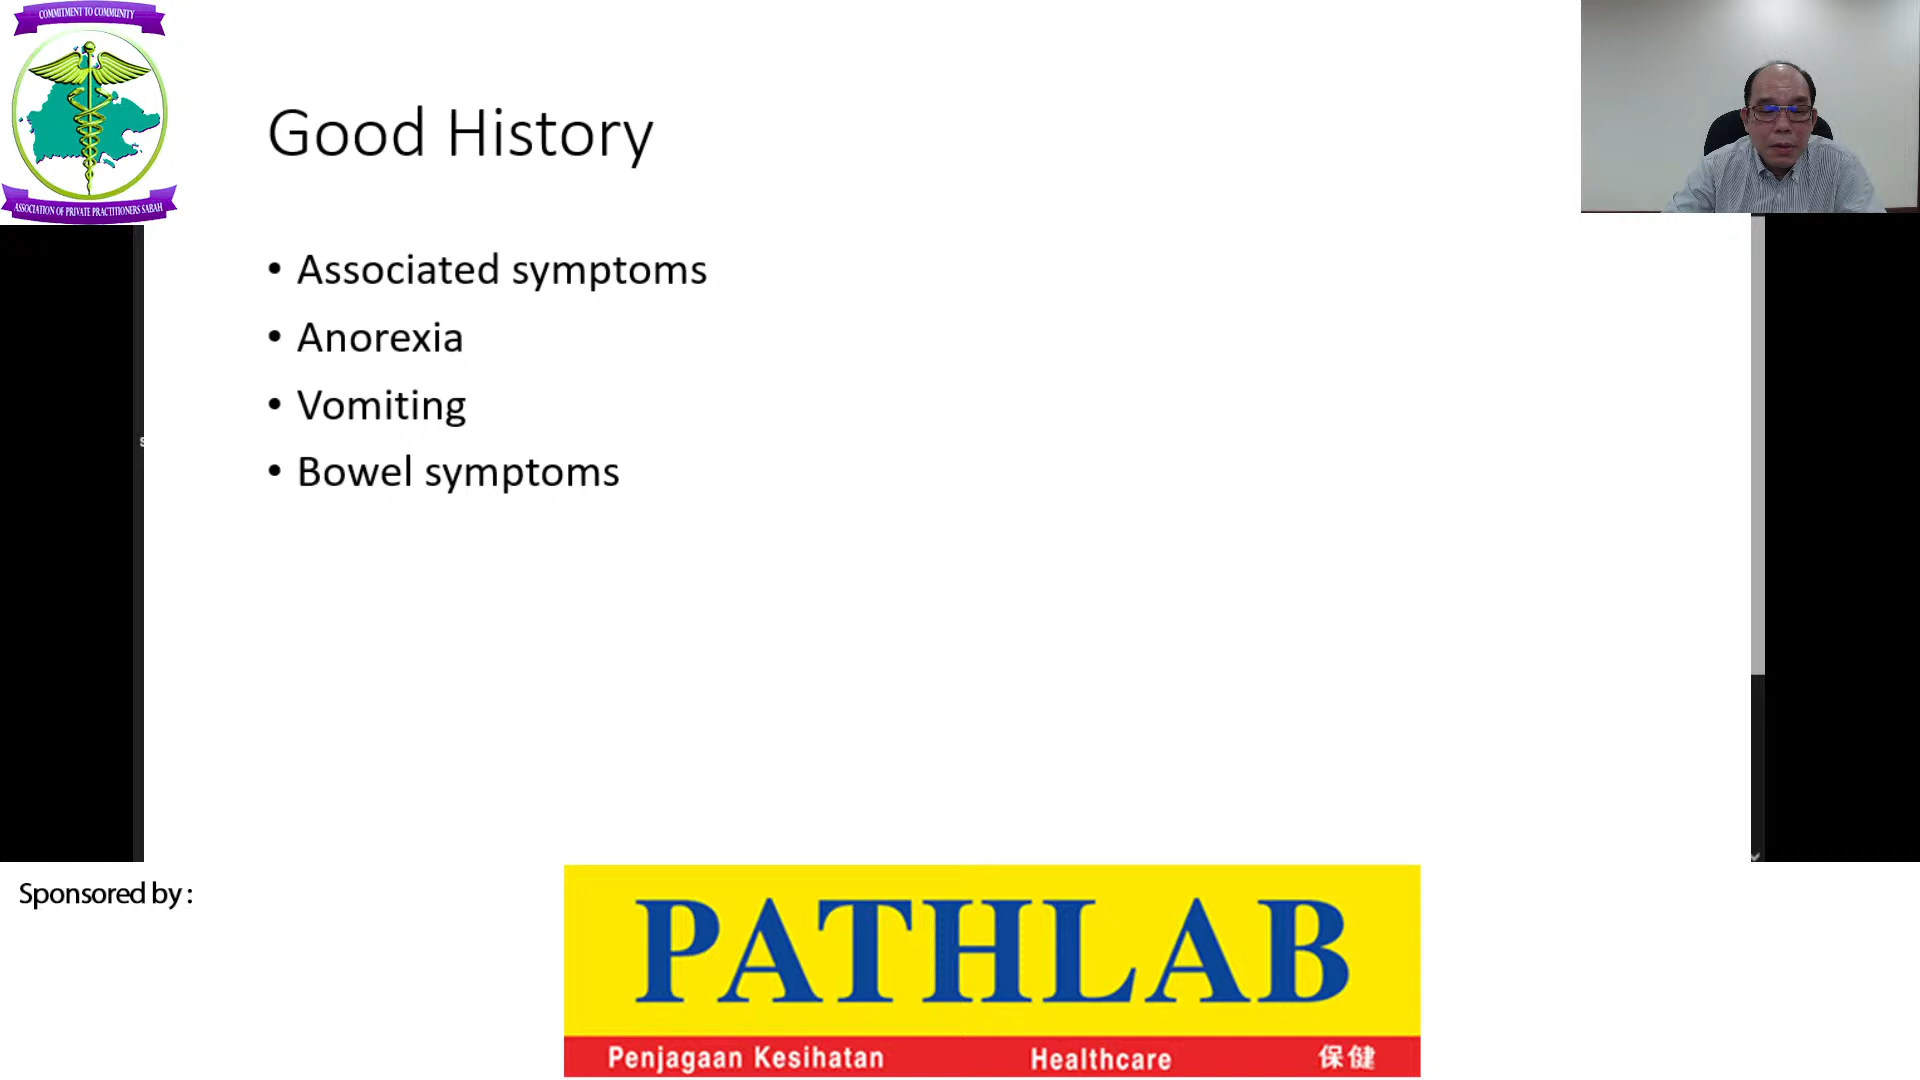 COMMITMENT TO COMMUNITY
ASSOCIATION OF PRIVATE PRACTITIONERS SABAH
Good History
• Associated symptoms
• Anorexia
• Vomiting
• Bowel symptoms
Sponsored by :
PATHLAB
Penjagaan Kesihatan Healthcare 保健